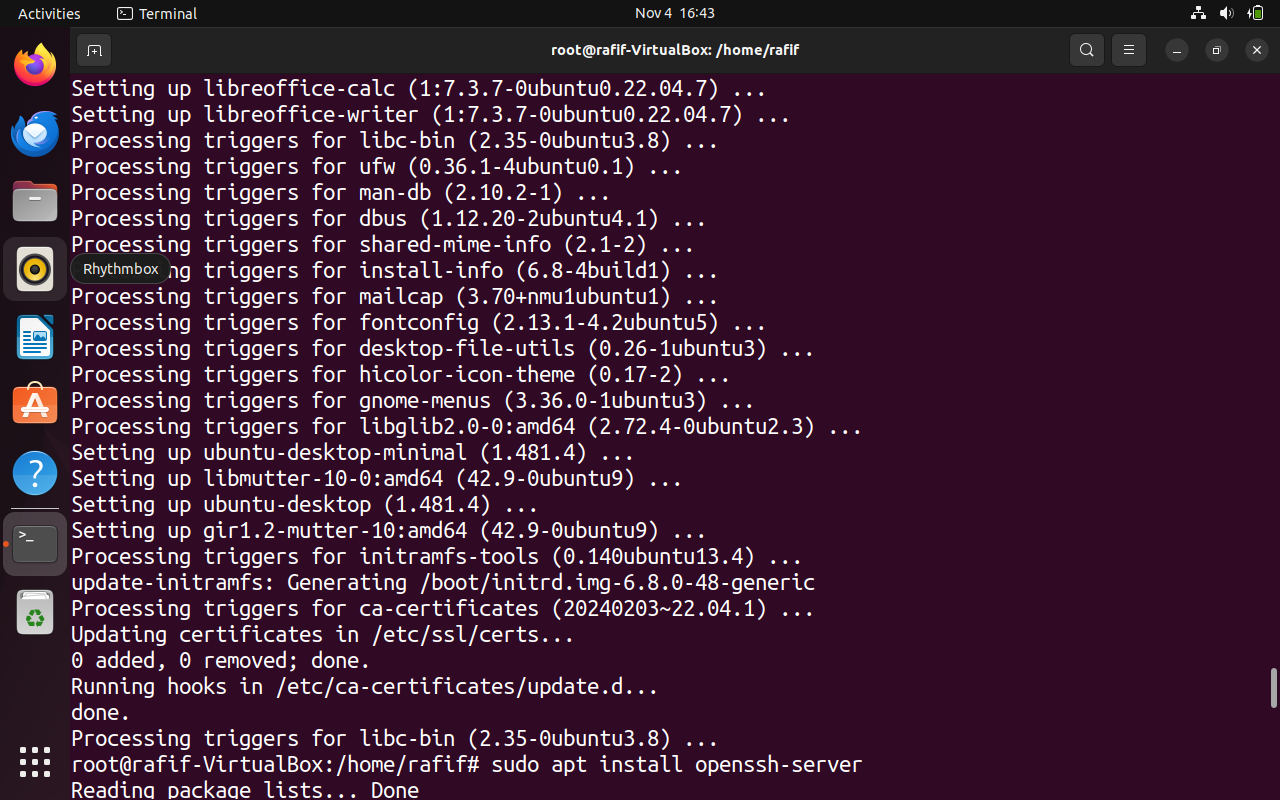 Activities
Terminal
Nov 4 16:43
root@rafif-VirtualBox: /home/rafif
Setting up libreoffice-calc (1:7.3.7-0ubuntu0.22.04.7) ...
Setting up libreoffice-writer (1:7.3.7-0ubuntu0.22.04.7) ...
Processing triggers for libc-bin (2.35-0ubuntu3.8) ...
Processing triggers for ufw (0.36.1-4ubuntu0.1) ...
Processing triggers for man-db (2.10.2-1) ...
Processing triggers for dbus (1.12.20-2ubuntu4.1) ...
Processing triggers for shared-mime-info (2.1-2) ...
Rhythmbox
g triggers for install-info (6.8-4build1) ...
Processing triggers for mailcap (3.70+nmu1ubuntu1) ...
Processing triggers for fontconfig (2.13.1-4.2ubuntu5) ...
Processing triggers for desktop-file-utils (0.26-1ubuntu3) ...
Processing triggers for hicolor-icon-theme (0.17-2) ...
Processing triggers for gnome-menus (3.36.0-1ubuntu3) ...
Processing triggers for libglib2.0-0:amd64 (2.72.4-0ubuntu2.3) ...
Setting up ubuntu-desktop-minimal (1.481.4) ...
Setting up libmutter-10-0:amd64 (42.9-0ubuntu9) ...
Setting up ubuntu-desktop (1.481.4) ...
Setting up gir1.2-mutter-10:amd64 (42.9-0ubuntu9) ...
Processing triggers for initramfs-tools (0.140ubuntu13.4) ...
update-initramfs: Generating /boot/initrd.img-6.8.0-48-generic
Processing triggers for ca-certificates (20240203~22.04.1) ...
Updating certificates in /etc/ssl/certs...
0 added, 0 removed; done.
Running hooks in /etc/ca-certificates/update.d...
done.
Processing triggers for libc-bin (2.35-0ubuntu3.8) ...
root@rafif-VirtualBox:/home/rafif# sudo apt install openssh-server
Reading package lists... Done